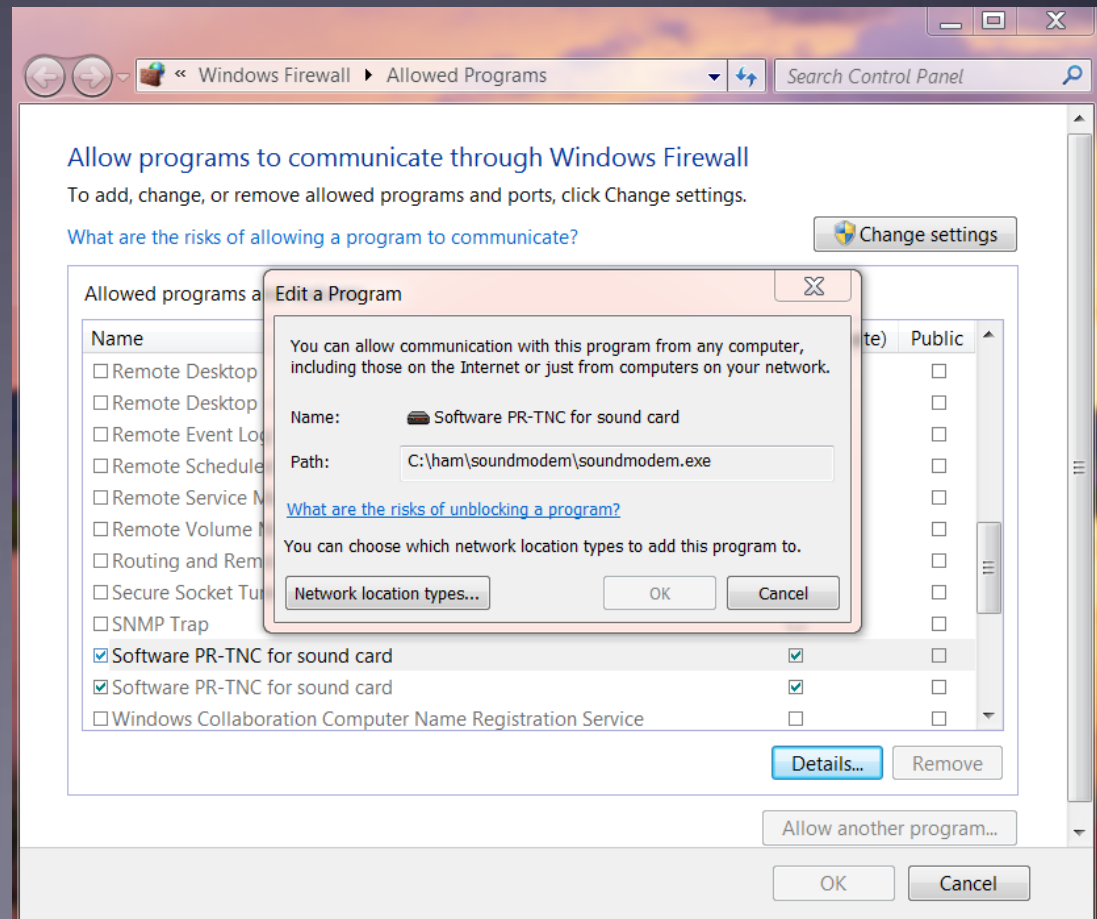 « Windows Firewall ▸ Allowed Programs
Search Control Panel
Allow programs to communicate through Windows Firewall
To add, change, or remove allowed programs and ports, click Change settings.
What are the risks of allowing a program to communicate?
Change settings
Allowed programs a
Name
te) Public
Remote Desktop
Remote Desktop
Remote Event Log
Remote Schedule
Remote Service M
Remote Volume
Routing and Rem
Secure Socket Tu
SNMP Trap
Software PR-TNC for sound card
Software PR-TNC for sound card
Windows Collaboration Computer Name Registration Service
Edit a Program
You can allow communication with this program from any computer,
including those on the Internet or just from computers on your network.
Name: Software PR-TNC for sound card
Path: C:\ham\soundmodem\soundmodem.exe
What are the risks of unblocking a program?
You can choose which network location types to add this program to.
Network location types... OK Cancel
Details... Remove
Allow another program...
OK Cancel